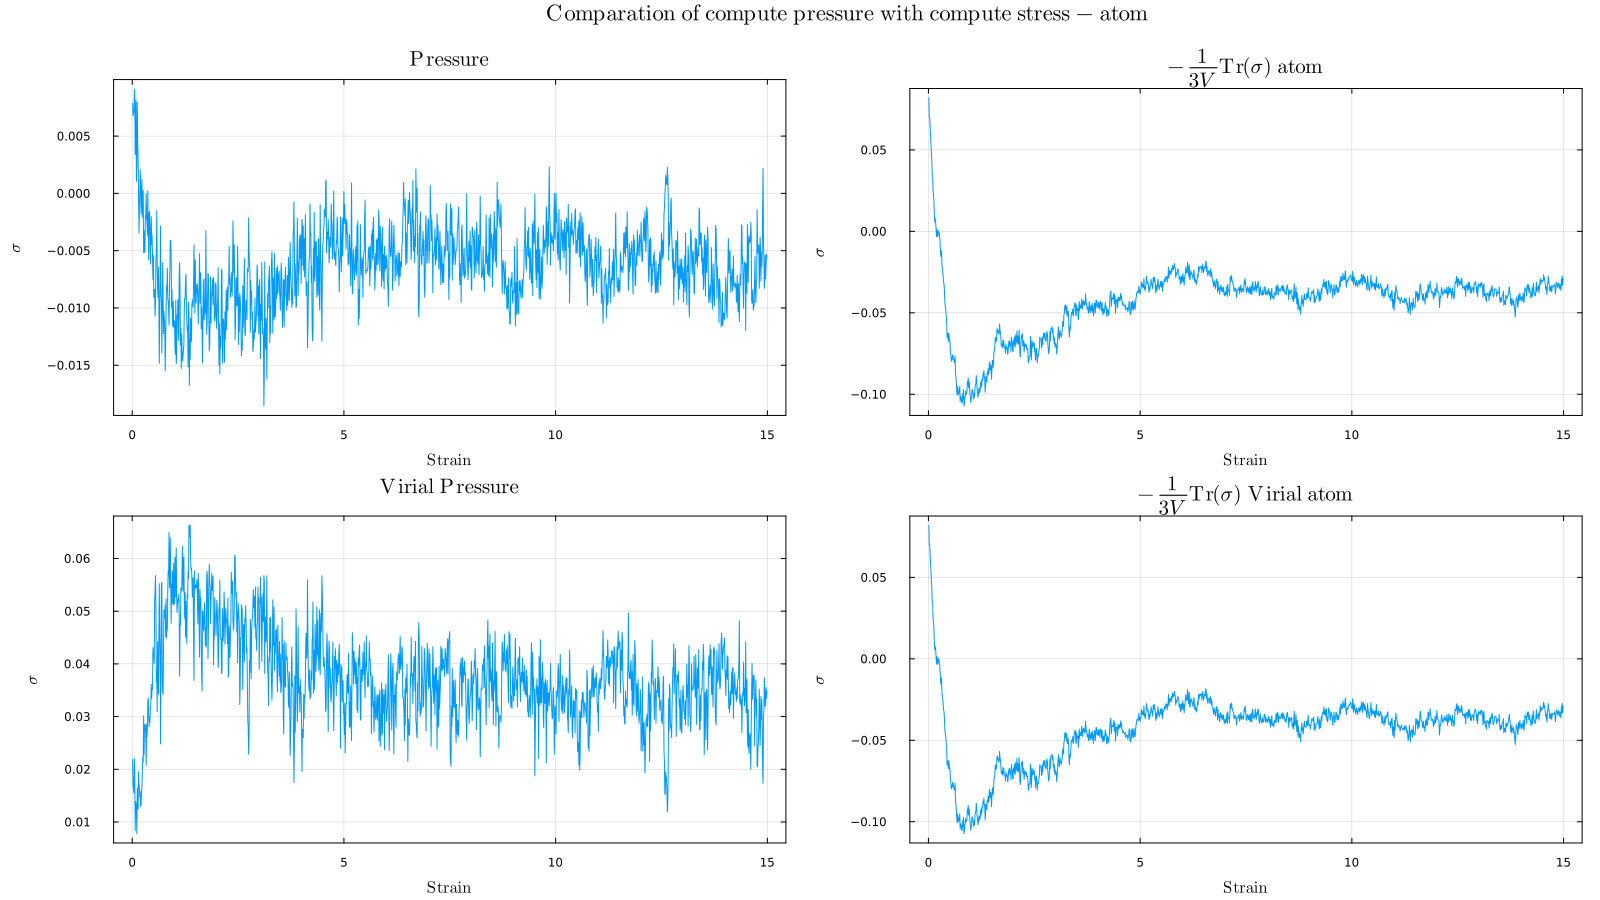 Comparation of compute pressure with compute stress − atom
Pressure
0.005
0.000
−0.005
−0.010
−0.015
σ
0 5 10 15
Strain
− 1/3V Tr(σ) atom
0.05
0.00
−0.05
−0.10
σ
0 5 10 15
Strain
Virial Pressure
0.06
0.05
0.04
0.03
0.02
0.01
σ
0 5 10 15
Strain
− 1/3V Tr(σ) Virial atom
0.05
0.00
−0.05
−0.10
σ
0 5 10 15
Strain